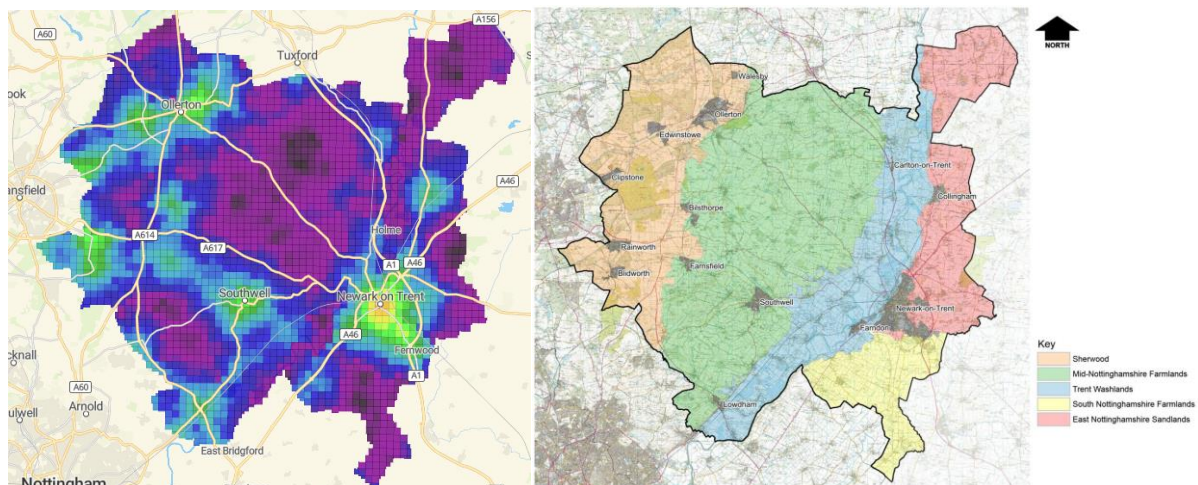 A60
A156
Tuxford
Ollerton
A46
ansfield
A614
A617
Holme
A1
A46
Southwell
Newark on Trent
A46
Fernwood
A1
cknall
A60
Arnold
ulwell
East Bridgford
Nottingham
NORTH
Walesby
Ollerton
Edwinstowe
Clipstone
Carlton-on-Trent
Collingham
Bilsthorpe
Rainworth
Blidworth
Farnsfield
Southwell
Newark-on-Trent
Farndon
Lowdham
Key
Sherwood
Mid-Nottinghamshire Farmlands
Trent Washlands
South Nottinghamshire Farmlands
East Nottinghamshire Sandlands